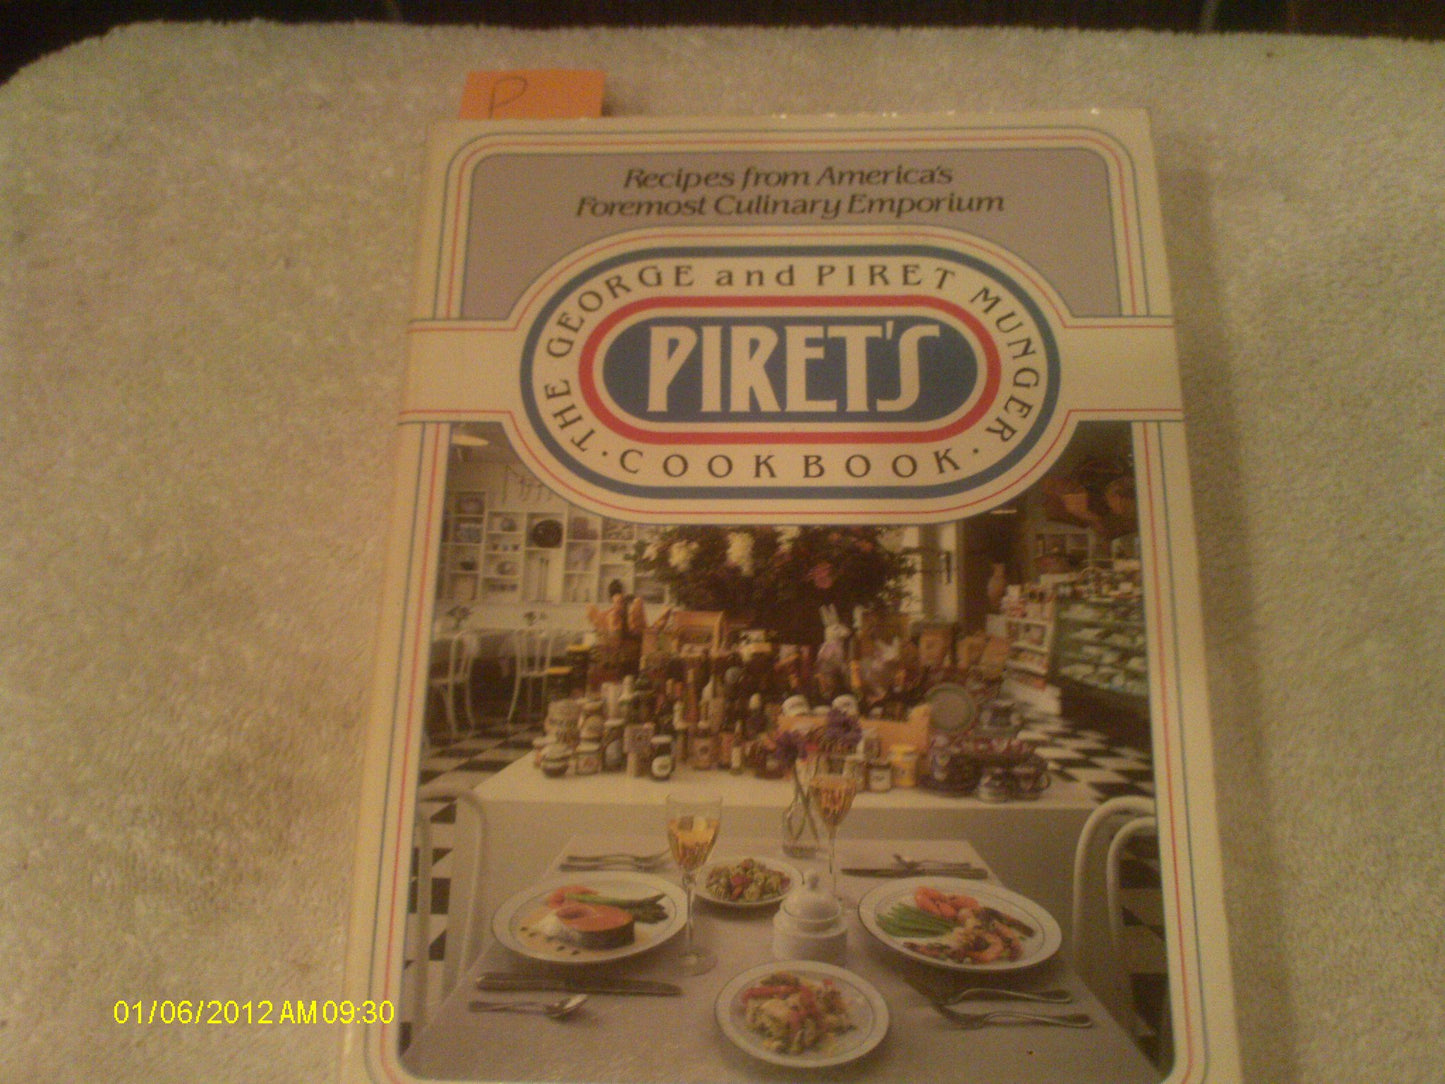 P
Recipes from America's
Foremost Culinary Emporium
THE GEORGE and PIRET MUNGER
PIRET'S
· COOKBOOK ·
01/06/2012 AM 09:30